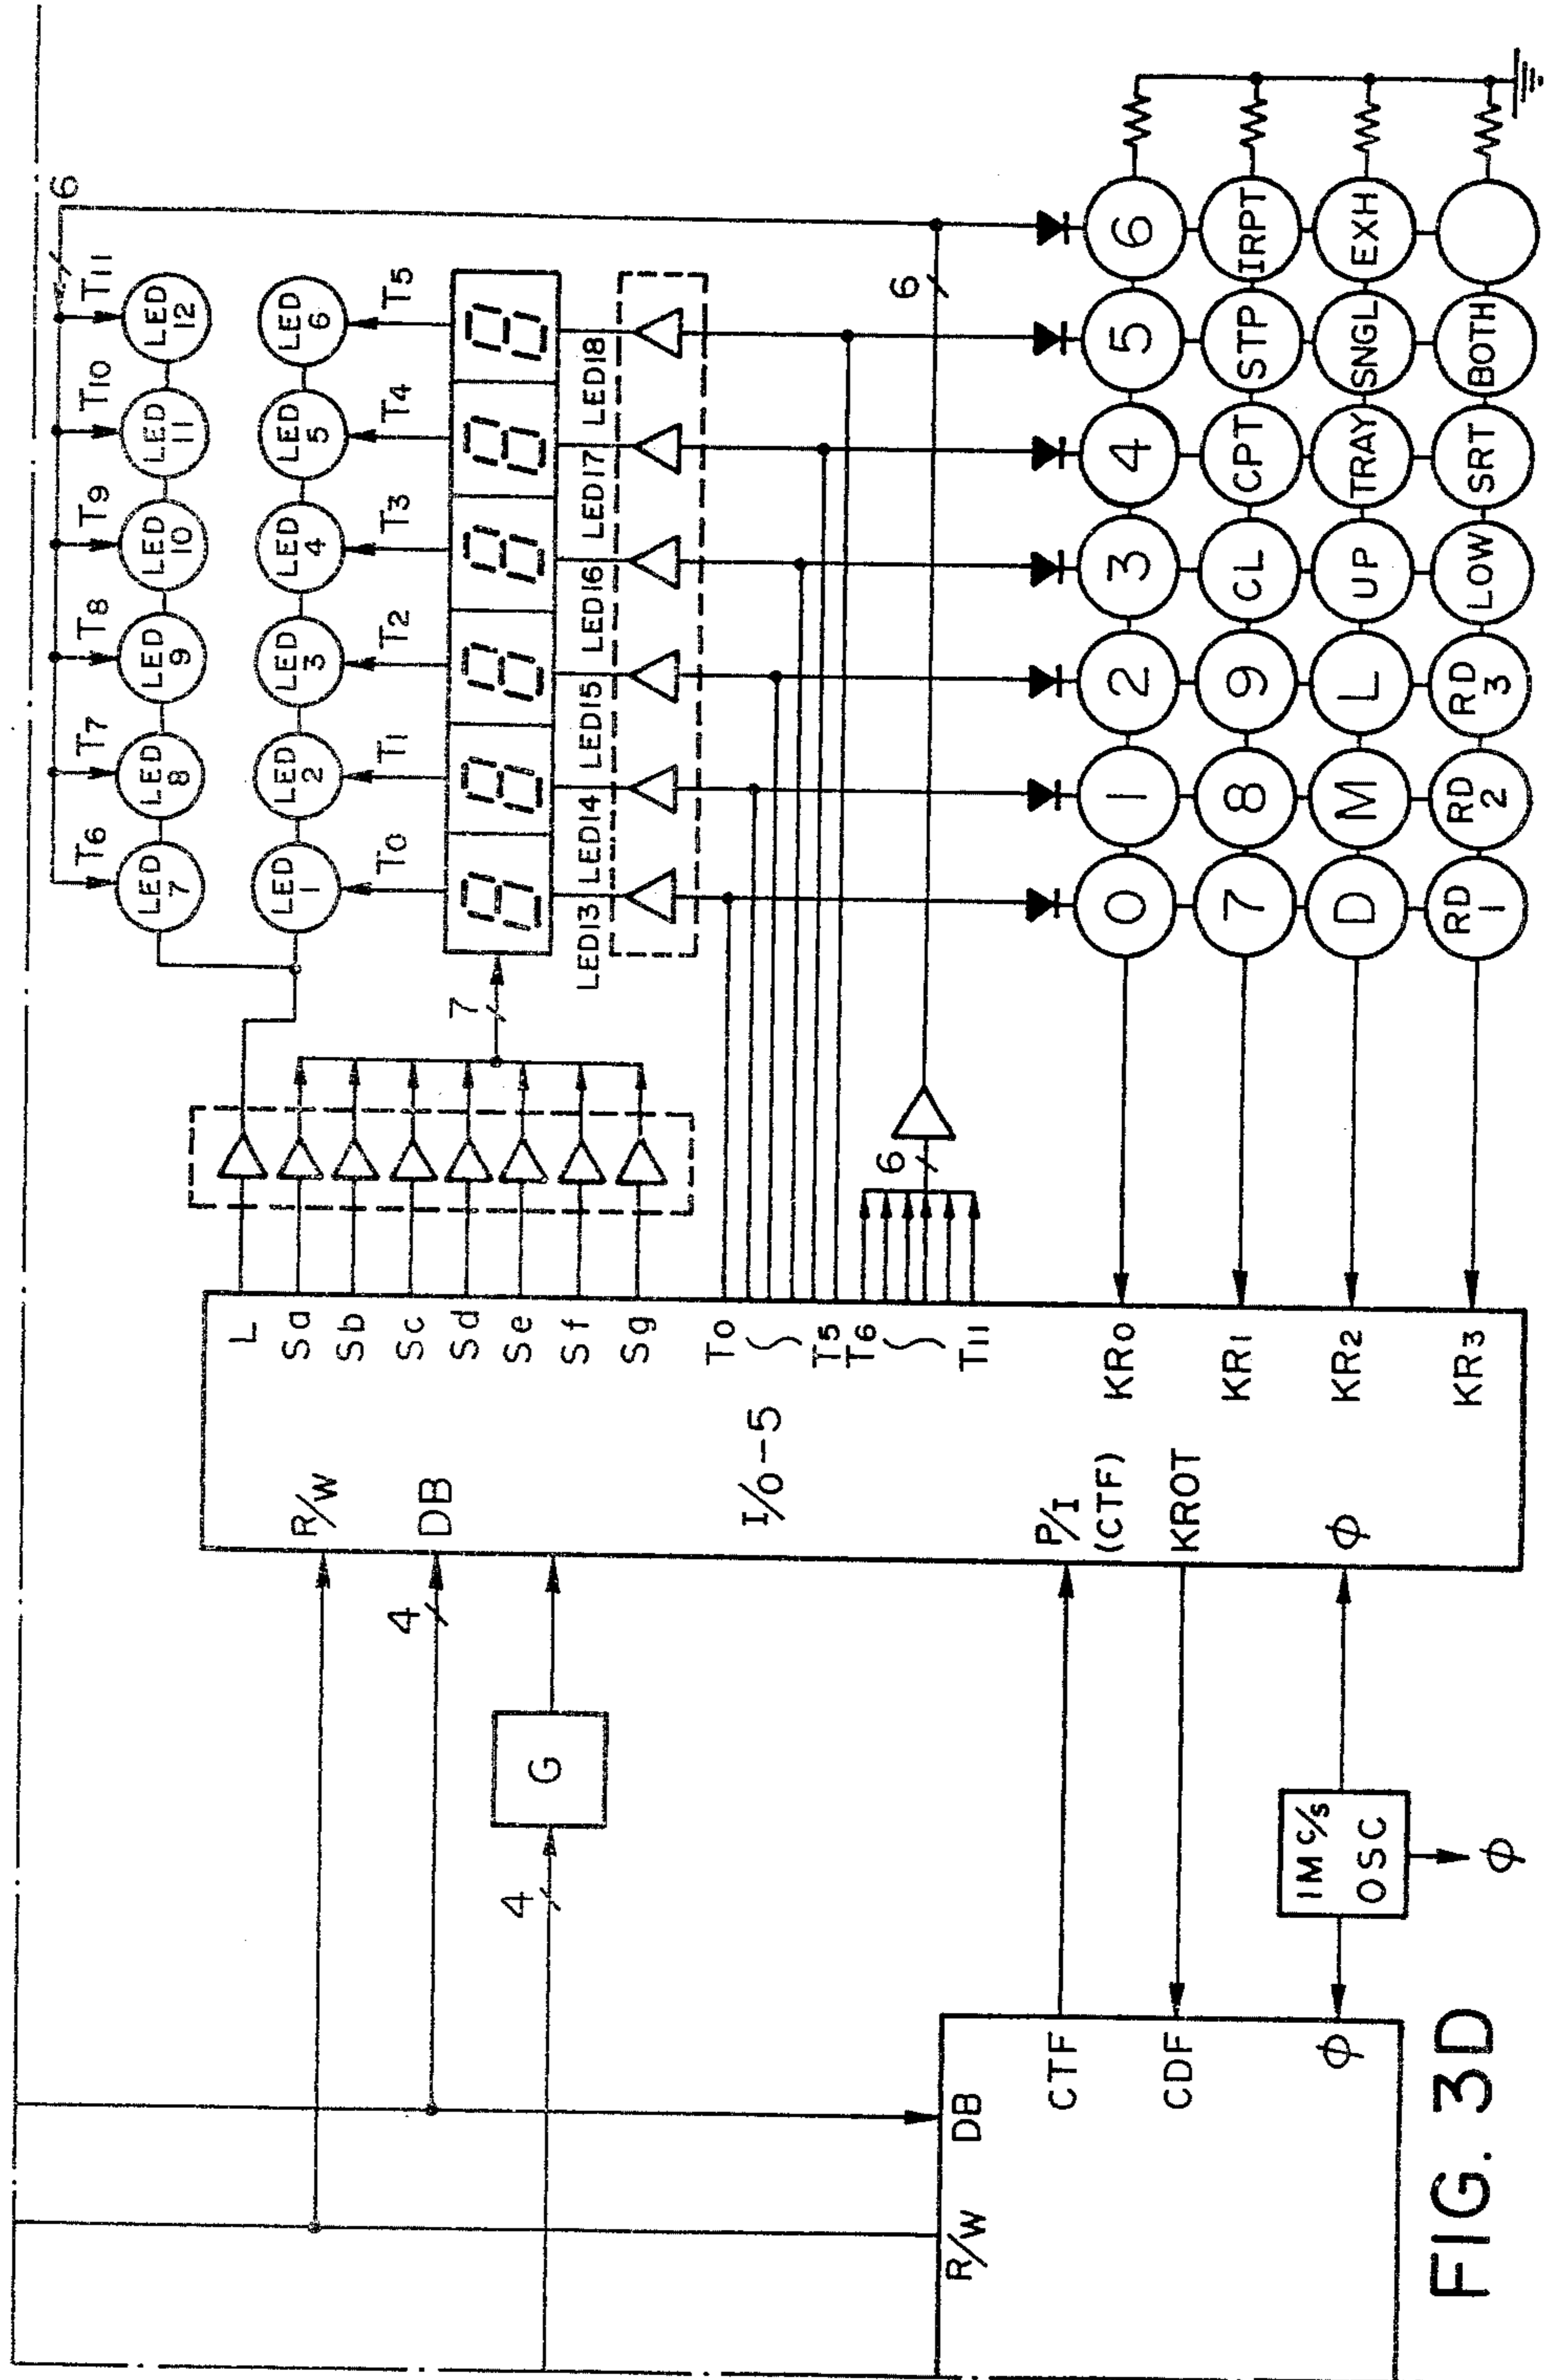 6
T6 T7 T8 T9 T10 T11
LED 7 LED 8 LED 9 LED 10 LED 11 LED 12
LED 1 LED 2 LED 3 LED 4 LED 5 LED 6
T0 T1 T2 T3 T4 T5
7
LED13 LED14 LED15 LED16 LED17 LED18
L
Sa
Sb
Sc
Sd
Se
Sf
Sg
T0
T5
T6
T11
6
6
R/W
DB
4
G
4
I/O-5
P/I
(CTF)
KROT
φ
KR0
KR1
KR2
KR3
0 1 2 3 4 5 6
7 8 9 CL CPT STP IRPT
D M L UP TRAY SNGL EXH
RD 1 RD 2 RD 3 LOW SRT BOTH
R/W
DB
CTF
CDF
φ
1M c/s
OSC
φ
FIG. 3D